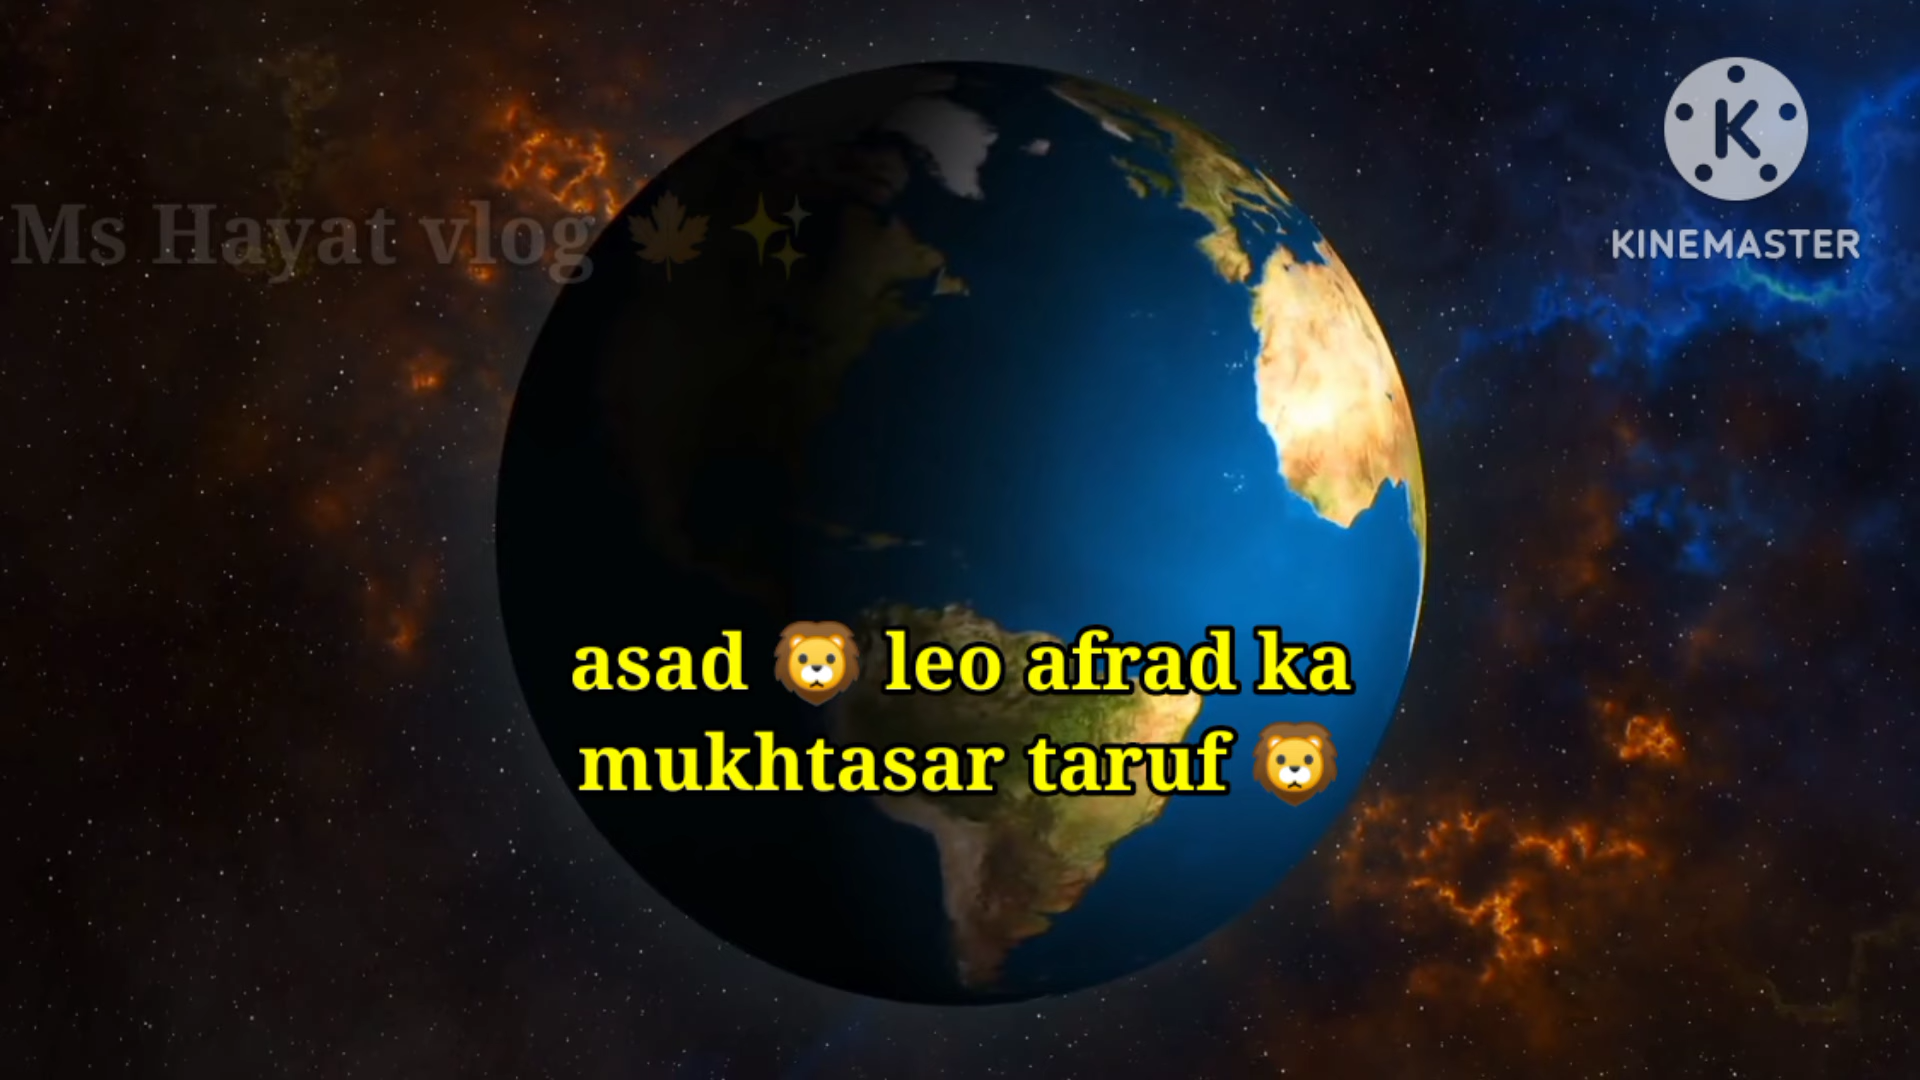 Ms Hayat vlog 🍁 ✨
KINEMASTER
asad 🦁 leo afrad ka
mukhtasar taruf 🦁